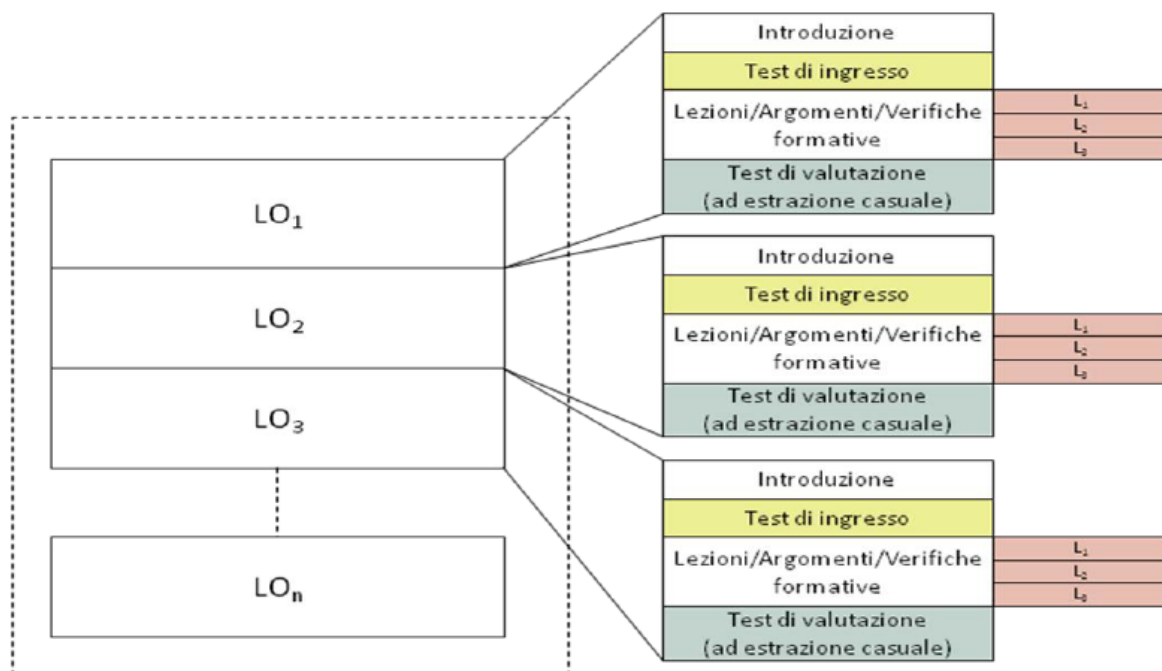 LO₁
LO₂
LO₃
LOₙ
Introduzione
Test di ingresso
Lezioni/Argomenti/Verifiche
formative
L₁
L₂
L₃
Test di valutazione
(ad estrazione casuale)
Introduzione
Test di ingresso
Lezioni/Argomenti/Verifiche
formative
L₁
L₂
L₃
Test di valutazione
(ad estrazione casuale)
Introduzione
Test di ingresso
Lezioni/Argomenti/Verifiche
formative
L₁
L₂
L₃
Test di valutazione
(ad estrazione casuale)